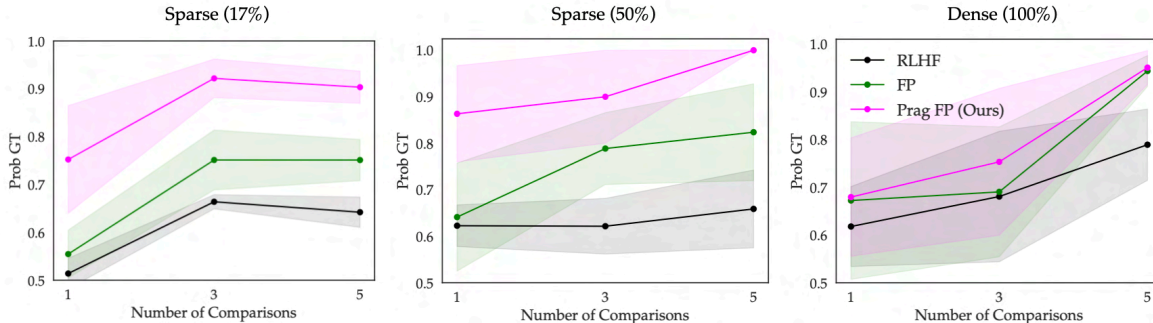 Sparse (17%)
Prob GT
1.0
0.9
0.8
0.7
0.6
0.5
1
3
5
Number of Comparisons
Sparse (50%)
Prob GT
1.0
0.9
0.8
0.7
0.6
0.5
1
3
5
Number of Comparisons
Dense (100%)
Prob GT
1.0
0.9
0.8
0.7
0.6
0.5
RLHF
FP
Prag FP (Ours)
1
3
5
Number of Comparisons